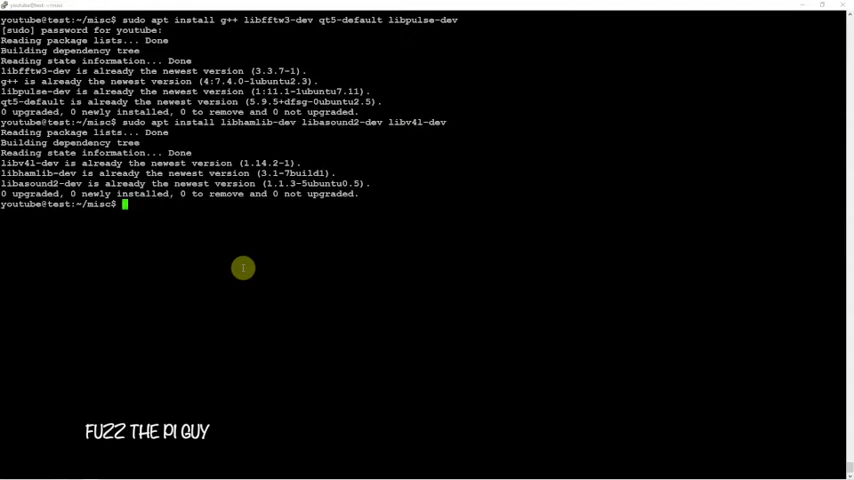 youtube@test:~/misc$ sudo apt install g++ libfftw3-dev qt5-default libpulse-dev
[sudo] password for youtube:
Reading package lists... Done
Building dependency tree
Reading state information... Done
libfftw3-dev is already the newest version (3.3.7-1).
g++ is already the newest version (4:7.4.0-1ubuntu2.3).
libpulse-dev is already the newest version (1:11.1-1ubuntu7.11).
qt5-default is already the newest version (5.9.5+dfsg-0ubuntu2.5).
0 upgraded, 0 newly installed, 0 to remove and 0 not upgraded.
youtube@test:~/misc$ sudo apt install libhamlib-dev libasound2-dev libv4l-dev
Reading package lists... Done
Building dependency tree
Reading state information... Done
libv4l-dev is already the newest version (1.14.2-1).
libhamlib-dev is already the newest version (3.1-7build1).
libasound2-dev is already the newest version (1.1.3-5ubuntu0.5).
0 upgraded, 0 newly installed, 0 to remove and 0 not upgraded.
youtube@test:~/misc$
FUZZ THE PI GUY